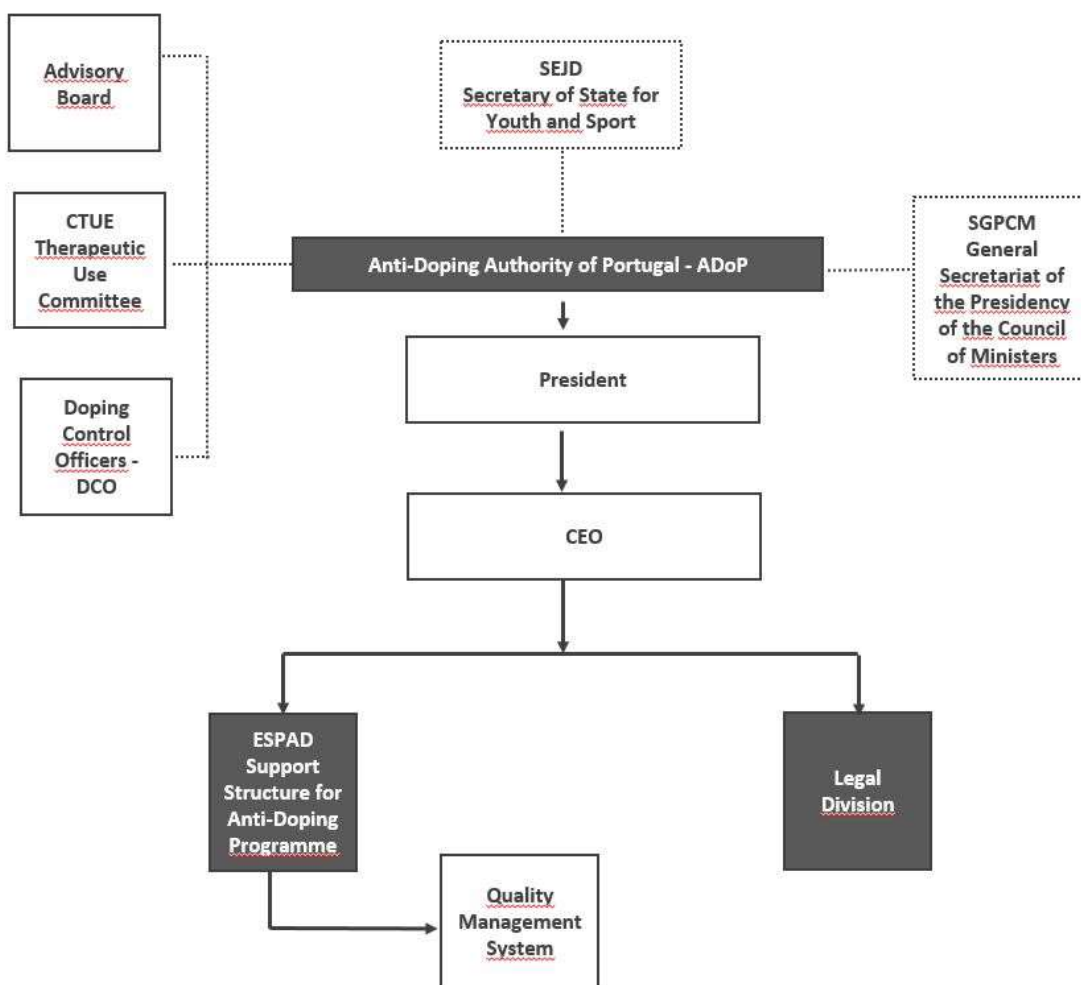 Advisory
Board
SEJD
Secretary of State for
Youth and Sport
CTUE
Therapeutic
Use
Committee
Anti-Doping Authority of Portugal - ADoP
SGPCM
General
Secretariat of
the Presidency
of the Council
of Ministers
President
Doping
Control
Officers -
DCO
CEO
ESPAD
Support
Structure for
Anti-Doping
Programme
Legal
Division
Quality
Management
System